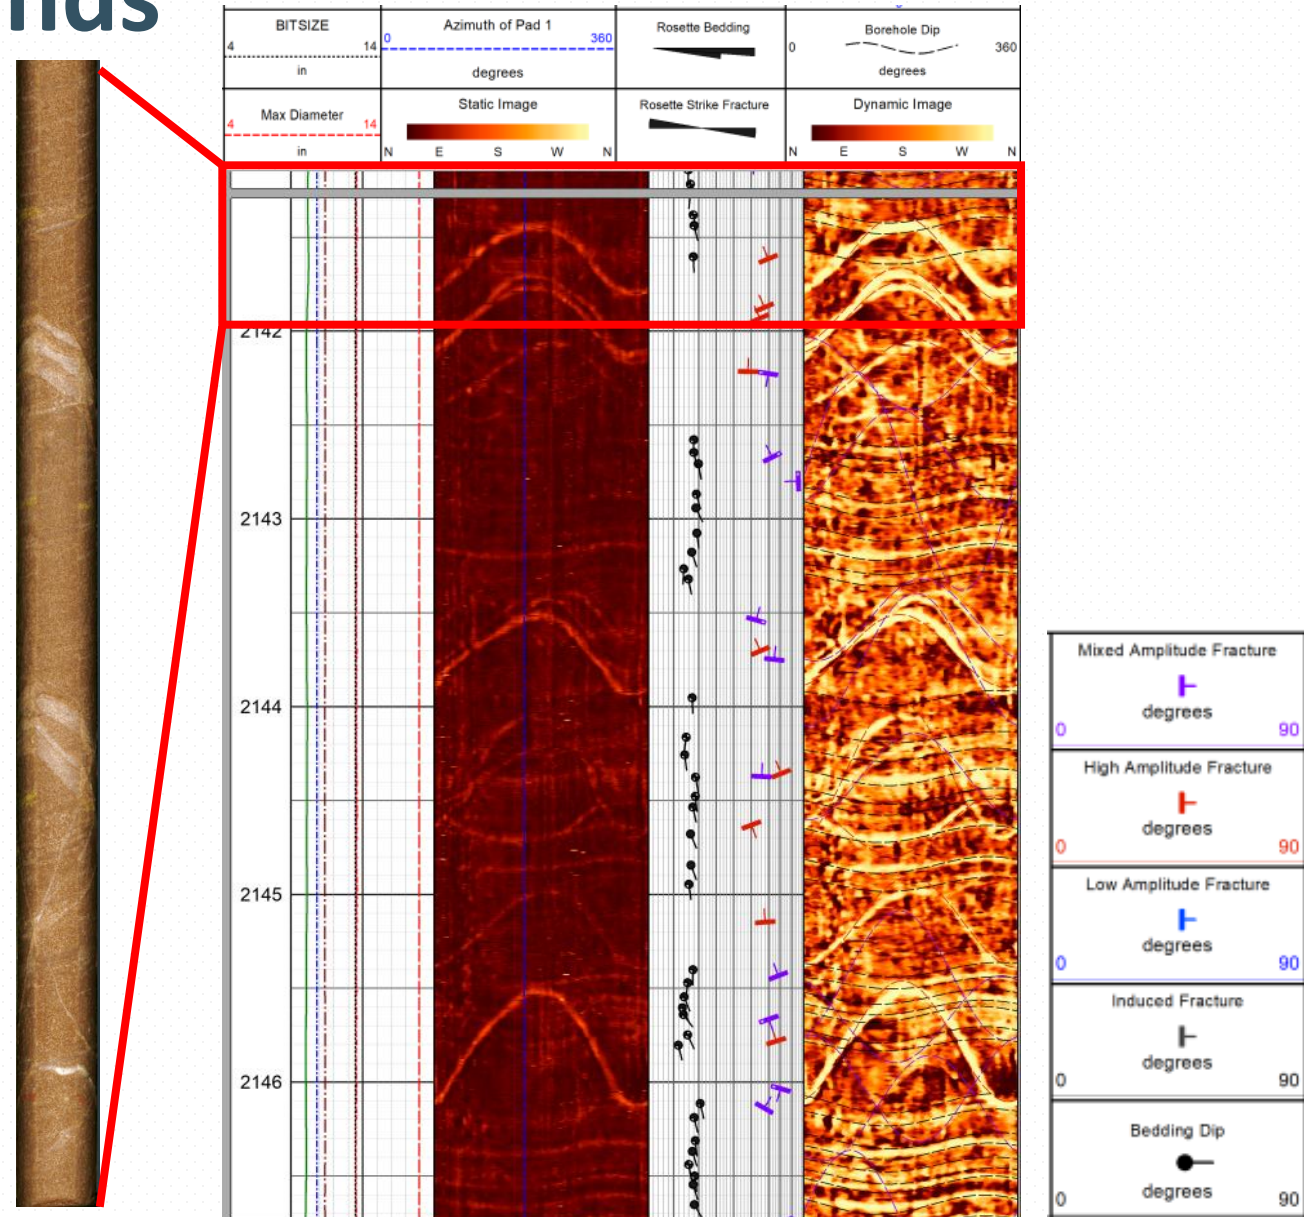 nds
BITSIZE
4 14
in
Azimuth of Pad 1
0 360
degrees
Rosette Bedding
Borehole Dip
0 360
degrees
Max Diameter
4 14
in
Static Image
N E S W N
Rosette Strike Fracture
Dynamic Image
N E S W N
2142
2143
2144
2145
2146
Mixed Amplitude Fracture
degrees
0 90
High Amplitude Fracture
degrees
0 90
Low Amplitude Fracture
degrees
0 90
Induced Fracture
degrees
0 90
Bedding Dip
degrees
0 90